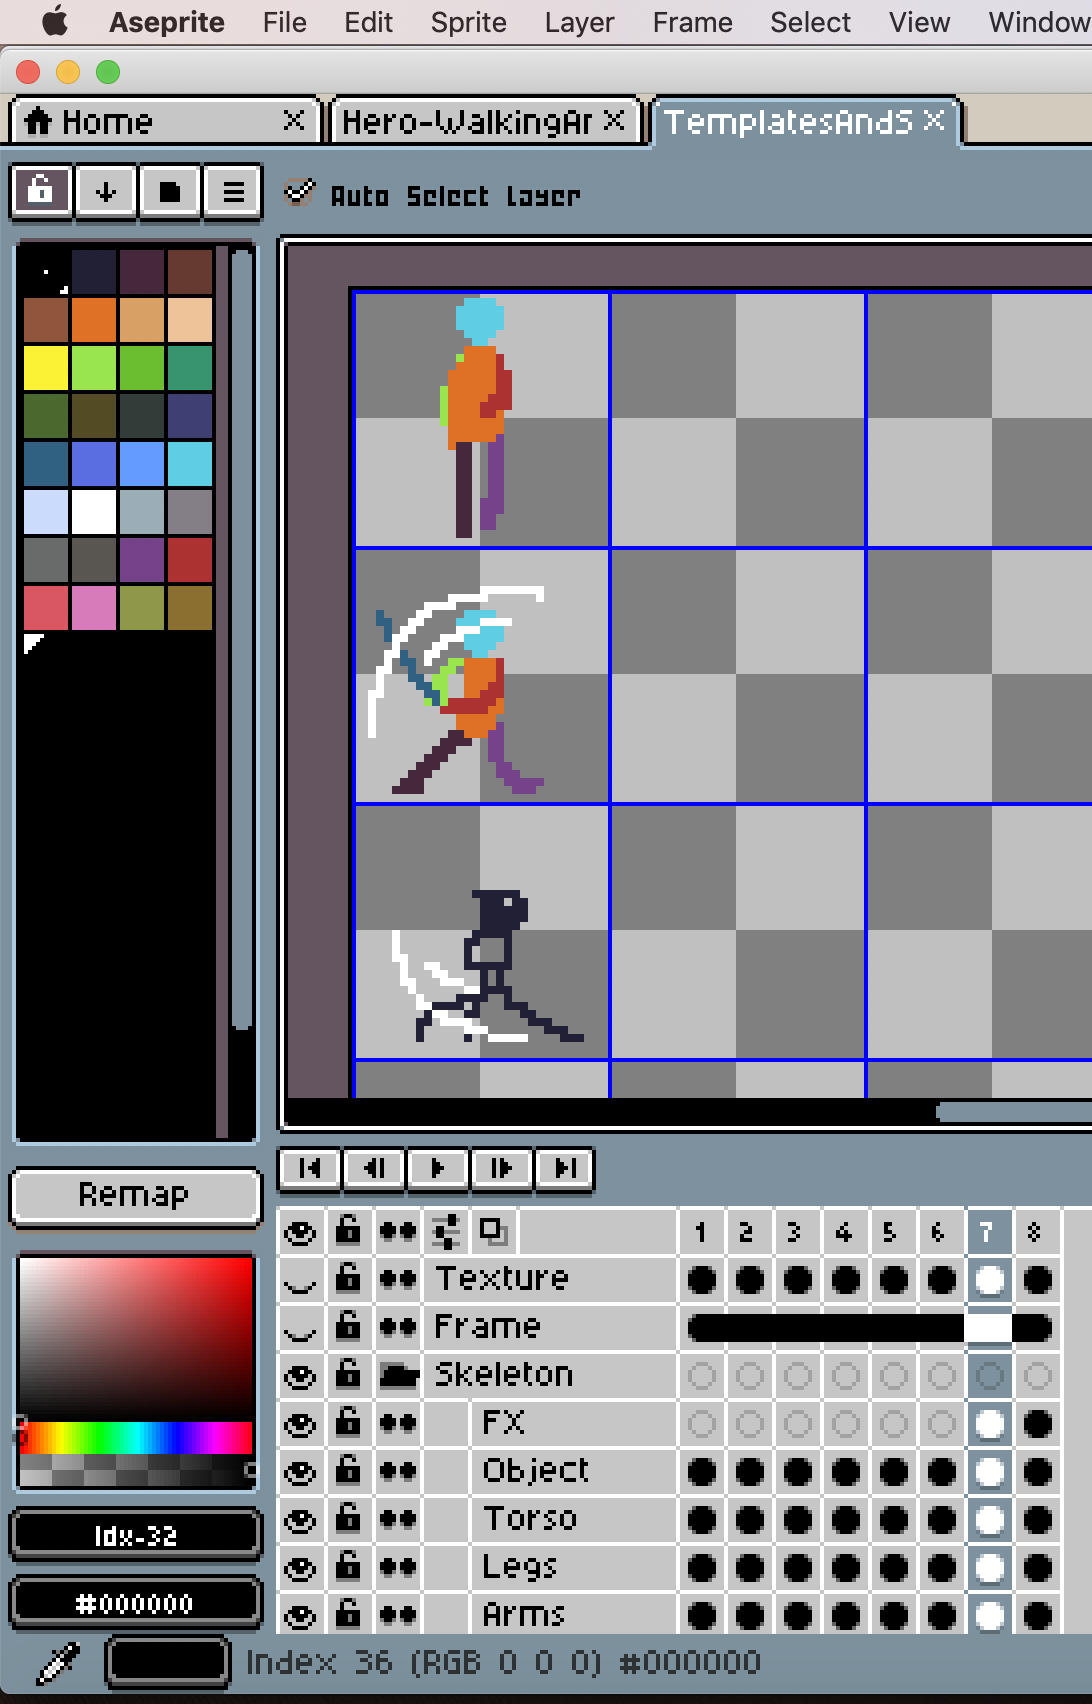 Aseprite File Edit Sprite Layer Frame Select View Window
Home Hero-WalkingAr TemplatesAndS
Auto Select Layer
Remap
1 2 3 4 5 6 7 8
Texture
Frame
Skeleton
FX
Object
Torso
Legs
Arms
Idx-32
#000000
Index 36 (RGB 0 0 0) #000000